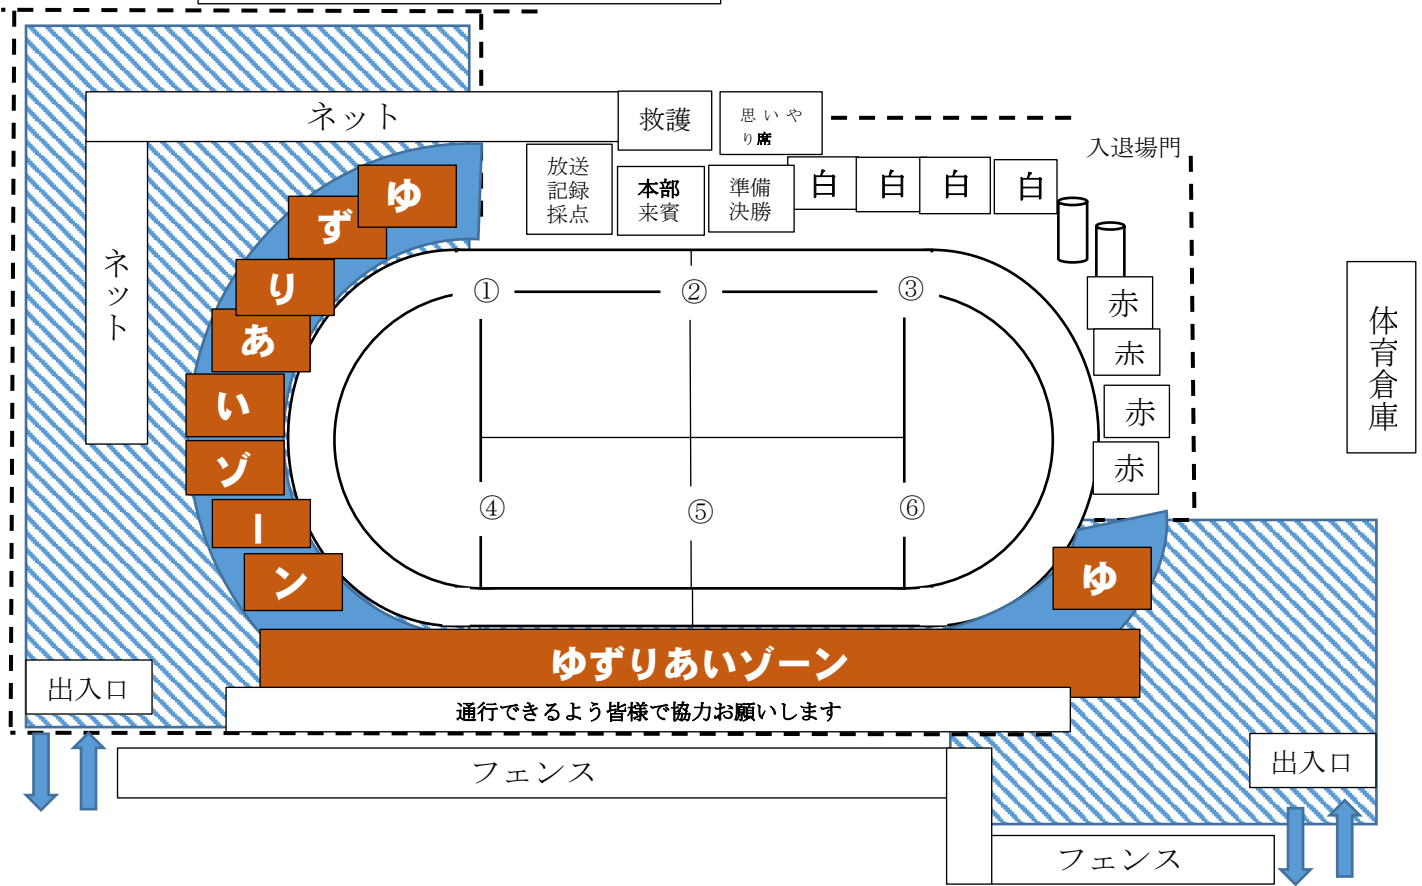 ネット
救護
思いや
り席
入退場門
放送
記録
採点
本部
来賓
準備
決勝
白
白
白
白
ゆ
ず
り
あ
い
ゾ
ー
ン
ネット
①
②
③
④
⑤
⑥
赤
赤
赤
赤
体育倉庫
ゆ
ゆずりあいゾーン
通行できるよう皆様で協力お願いします
出入口
フェンス
出入口
フェンス